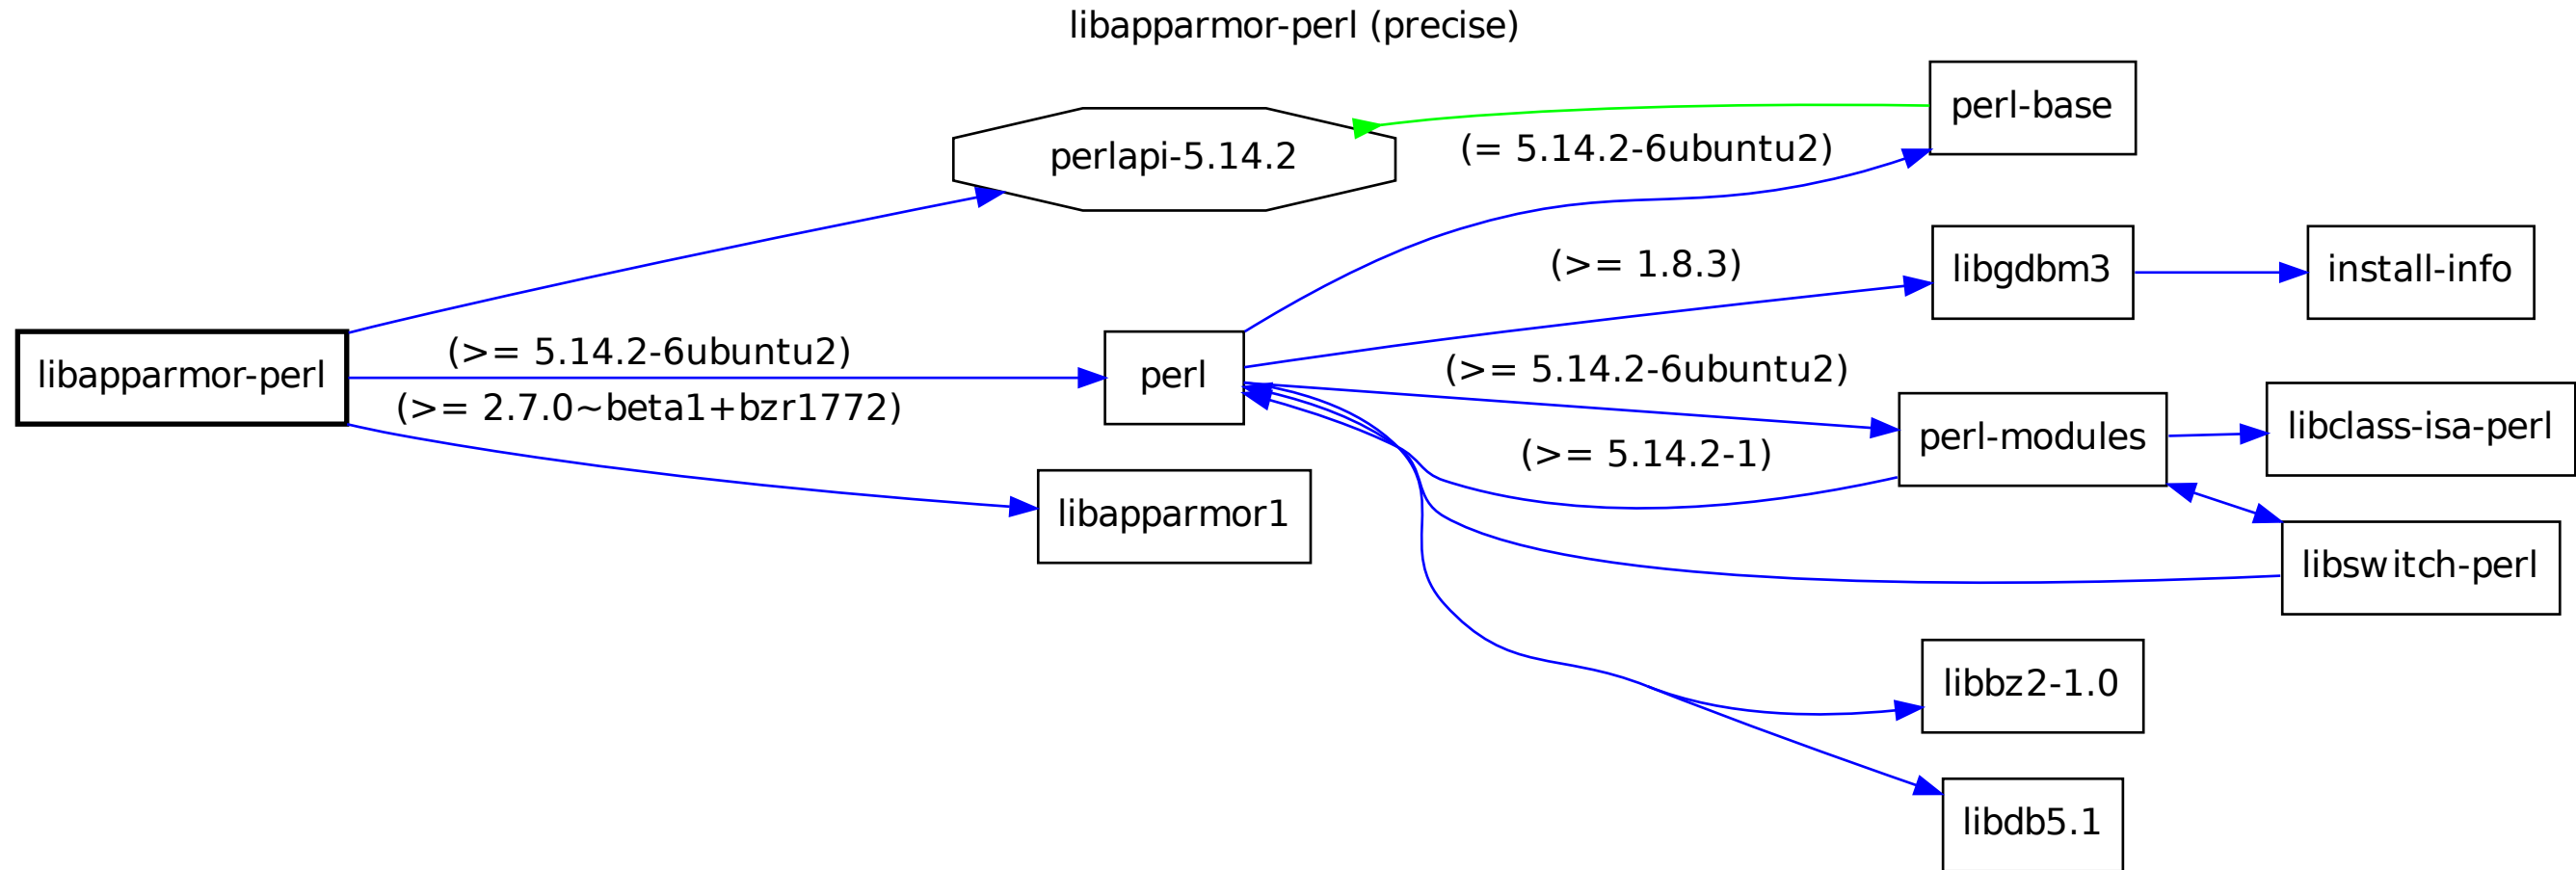 libapparmor-perl (precise)
perl-base
(= 5.14.2-6ubuntu2)
perlapi-5.14.2
(>= 1.8.3)
libgdbm3
install-info
(>= 5.14.2-6ubuntu2)
libapparmor-perl
perl
(>= 5.14.2-6ubuntu2)
(>= 2.7.0~beta1+bzr1772)
perl-modules
libclass-isa-perl
(>= 5.14.2-1)
libapparmor1
libswitch-perl
libbz2-1.0
libdb5.1